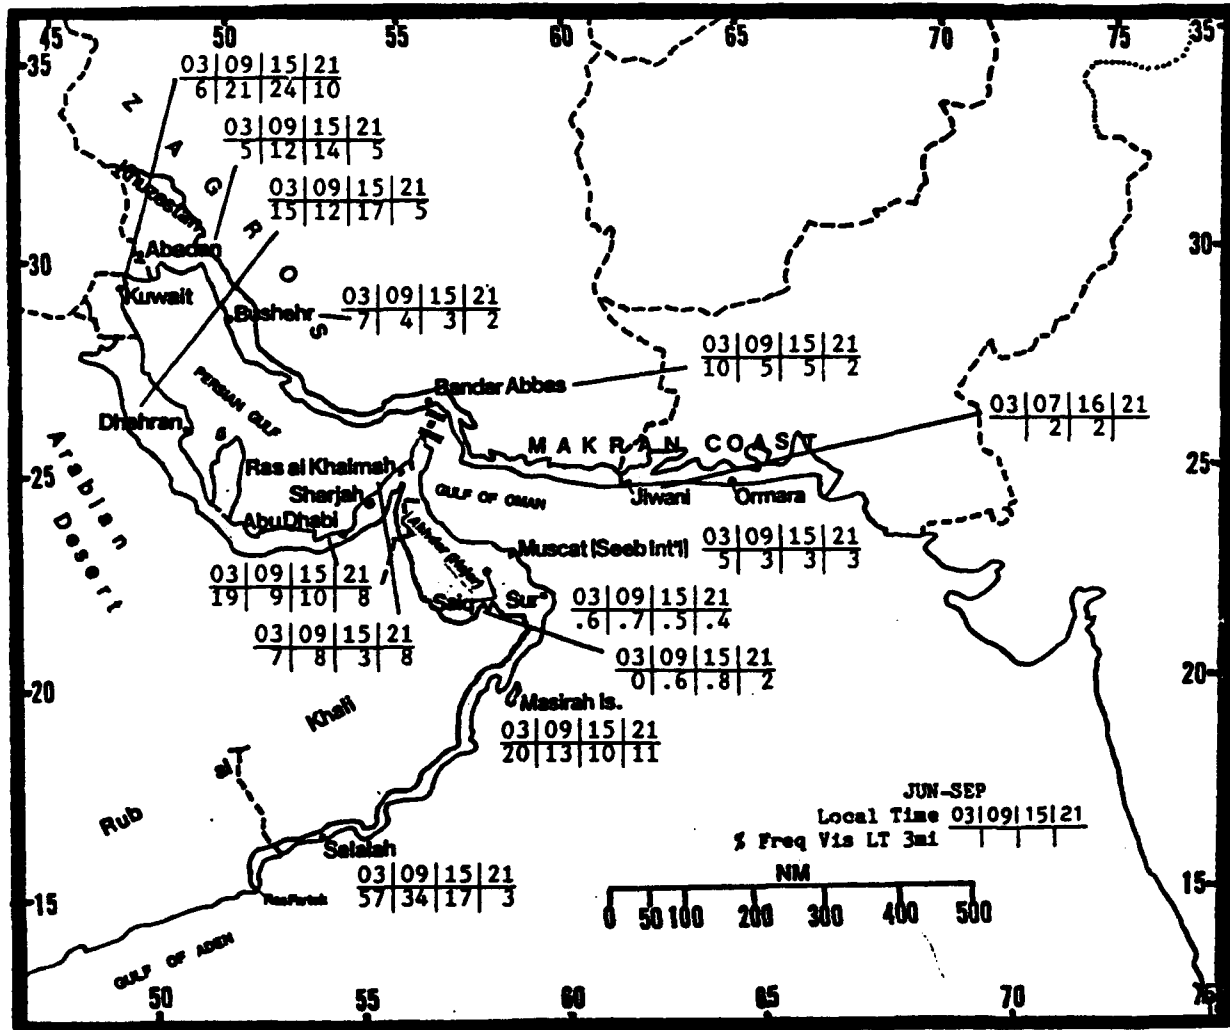 45 50 55 65 70 75 35
35
03|09|15|21
6|21|24|10
03|09|15|21
5|12|14|5
03|09|15|21
15|12|17|5
Z A G R O S
Khuzestan
Abadan
30
30
Kuwait
Bushehr
03|09|15|21
7|4|3|2
03|09|15|21
10|5|5|2
PERSIAN GULF
Bandar Abbas
03|07|16|21
2|2
Dhahran
MAKRAN COAST
Arabian
Desert
Ras al Khaimah
25
25
Sharjah
GULF OF OMAN
Jiwani
Ormara
Abu Dhabi
Muscat (Seeb Int'l)
03|09|15|21
5|3|3|3
03|09|15|21
19|9|10|8
Saiq
Sur
03|09|15|21
.6|.7|.5|.4
03|09|15|21
7|8|3|8
03|09|15|21
0|.6|.8|2
20
20
Masirah Is.
Khali
03|09|15|21
20|13|10|11
al
Rub
JUN-SEP
Local Time 03|09|15|21
% Freq Vis LT 3mi
Salalah
03|09|15|21
57|34|17|3
NM
0 50 100 200 300 400 500
15
15
Ras Fartak
GULF OF ADEN
50 55 60 65 70 75